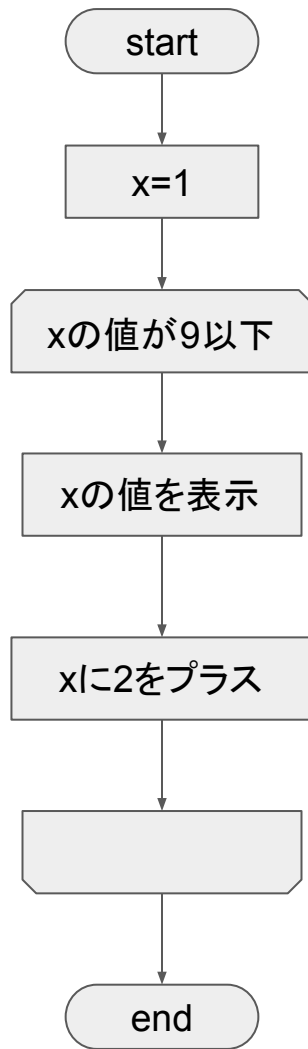 start
x=1
xの値が9以下
xの値を表示
xに2をプラス
end